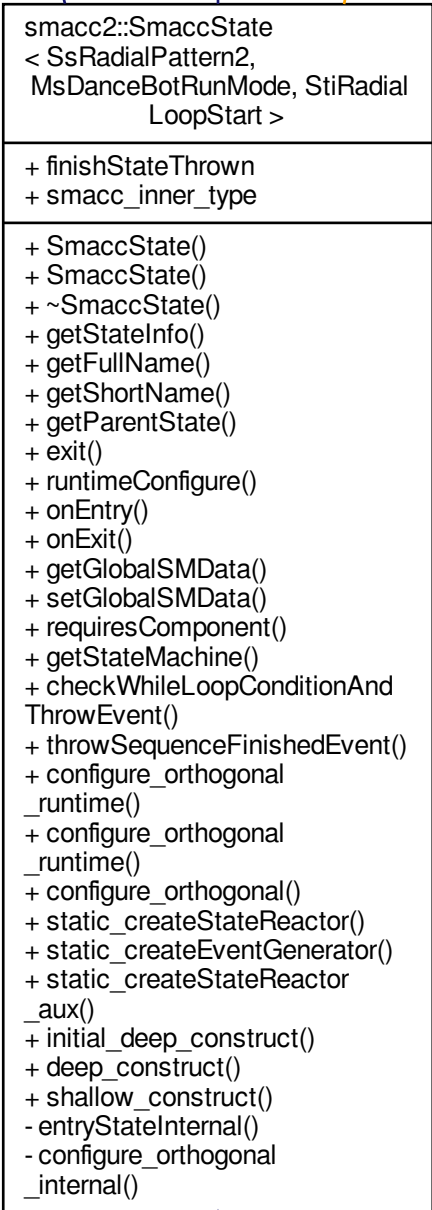 smacc2::SmaccState
< SsRadialPattern2,
MsDanceBotRunMode, StiRadial
LoopStart >
+ finishStateThrown
+ smacc_inner_type
+ SmaccState()
+ SmaccState()
+ ~SmaccState()
+ getStateInfo()
+ getFullName()
+ getShortName()
+ getParentState()
+ exit()
+ runtimeConfigure()
+ onEntry()
+ onExit()
+ getGlobalSMData()
+ setGlobalSMData()
+ requiresComponent()
+ getStateMachine()
+ checkWhileLoopConditionAnd
ThrowEvent()
+ throwSequenceFinishedEvent()
+ configure_orthogonal
_runtime()
+ configure_orthogonal
_runtime()
+ configure_orthogonal()
+ static_createStateReactor()
+ static_createEventGenerator()
+ static_createStateReactor
_aux()
+ initial_deep_construct()
+ deep_construct()
+ shallow_construct()
- entryStateInternal()
- configure_orthogonal
_internal()